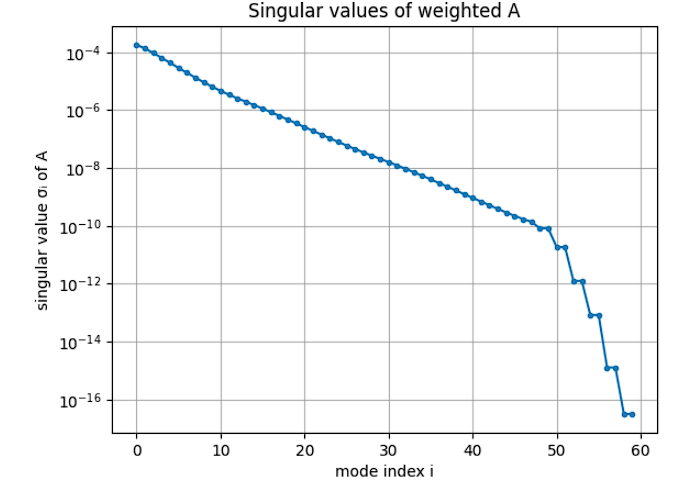 Singular values of weighted A
singular value σᵢ of A
10⁻⁴
10⁻⁶
10⁻⁸
10⁻¹⁰
10⁻¹²
10⁻¹⁴
10⁻¹⁶
0 10 20 30 40 50 60
mode index i